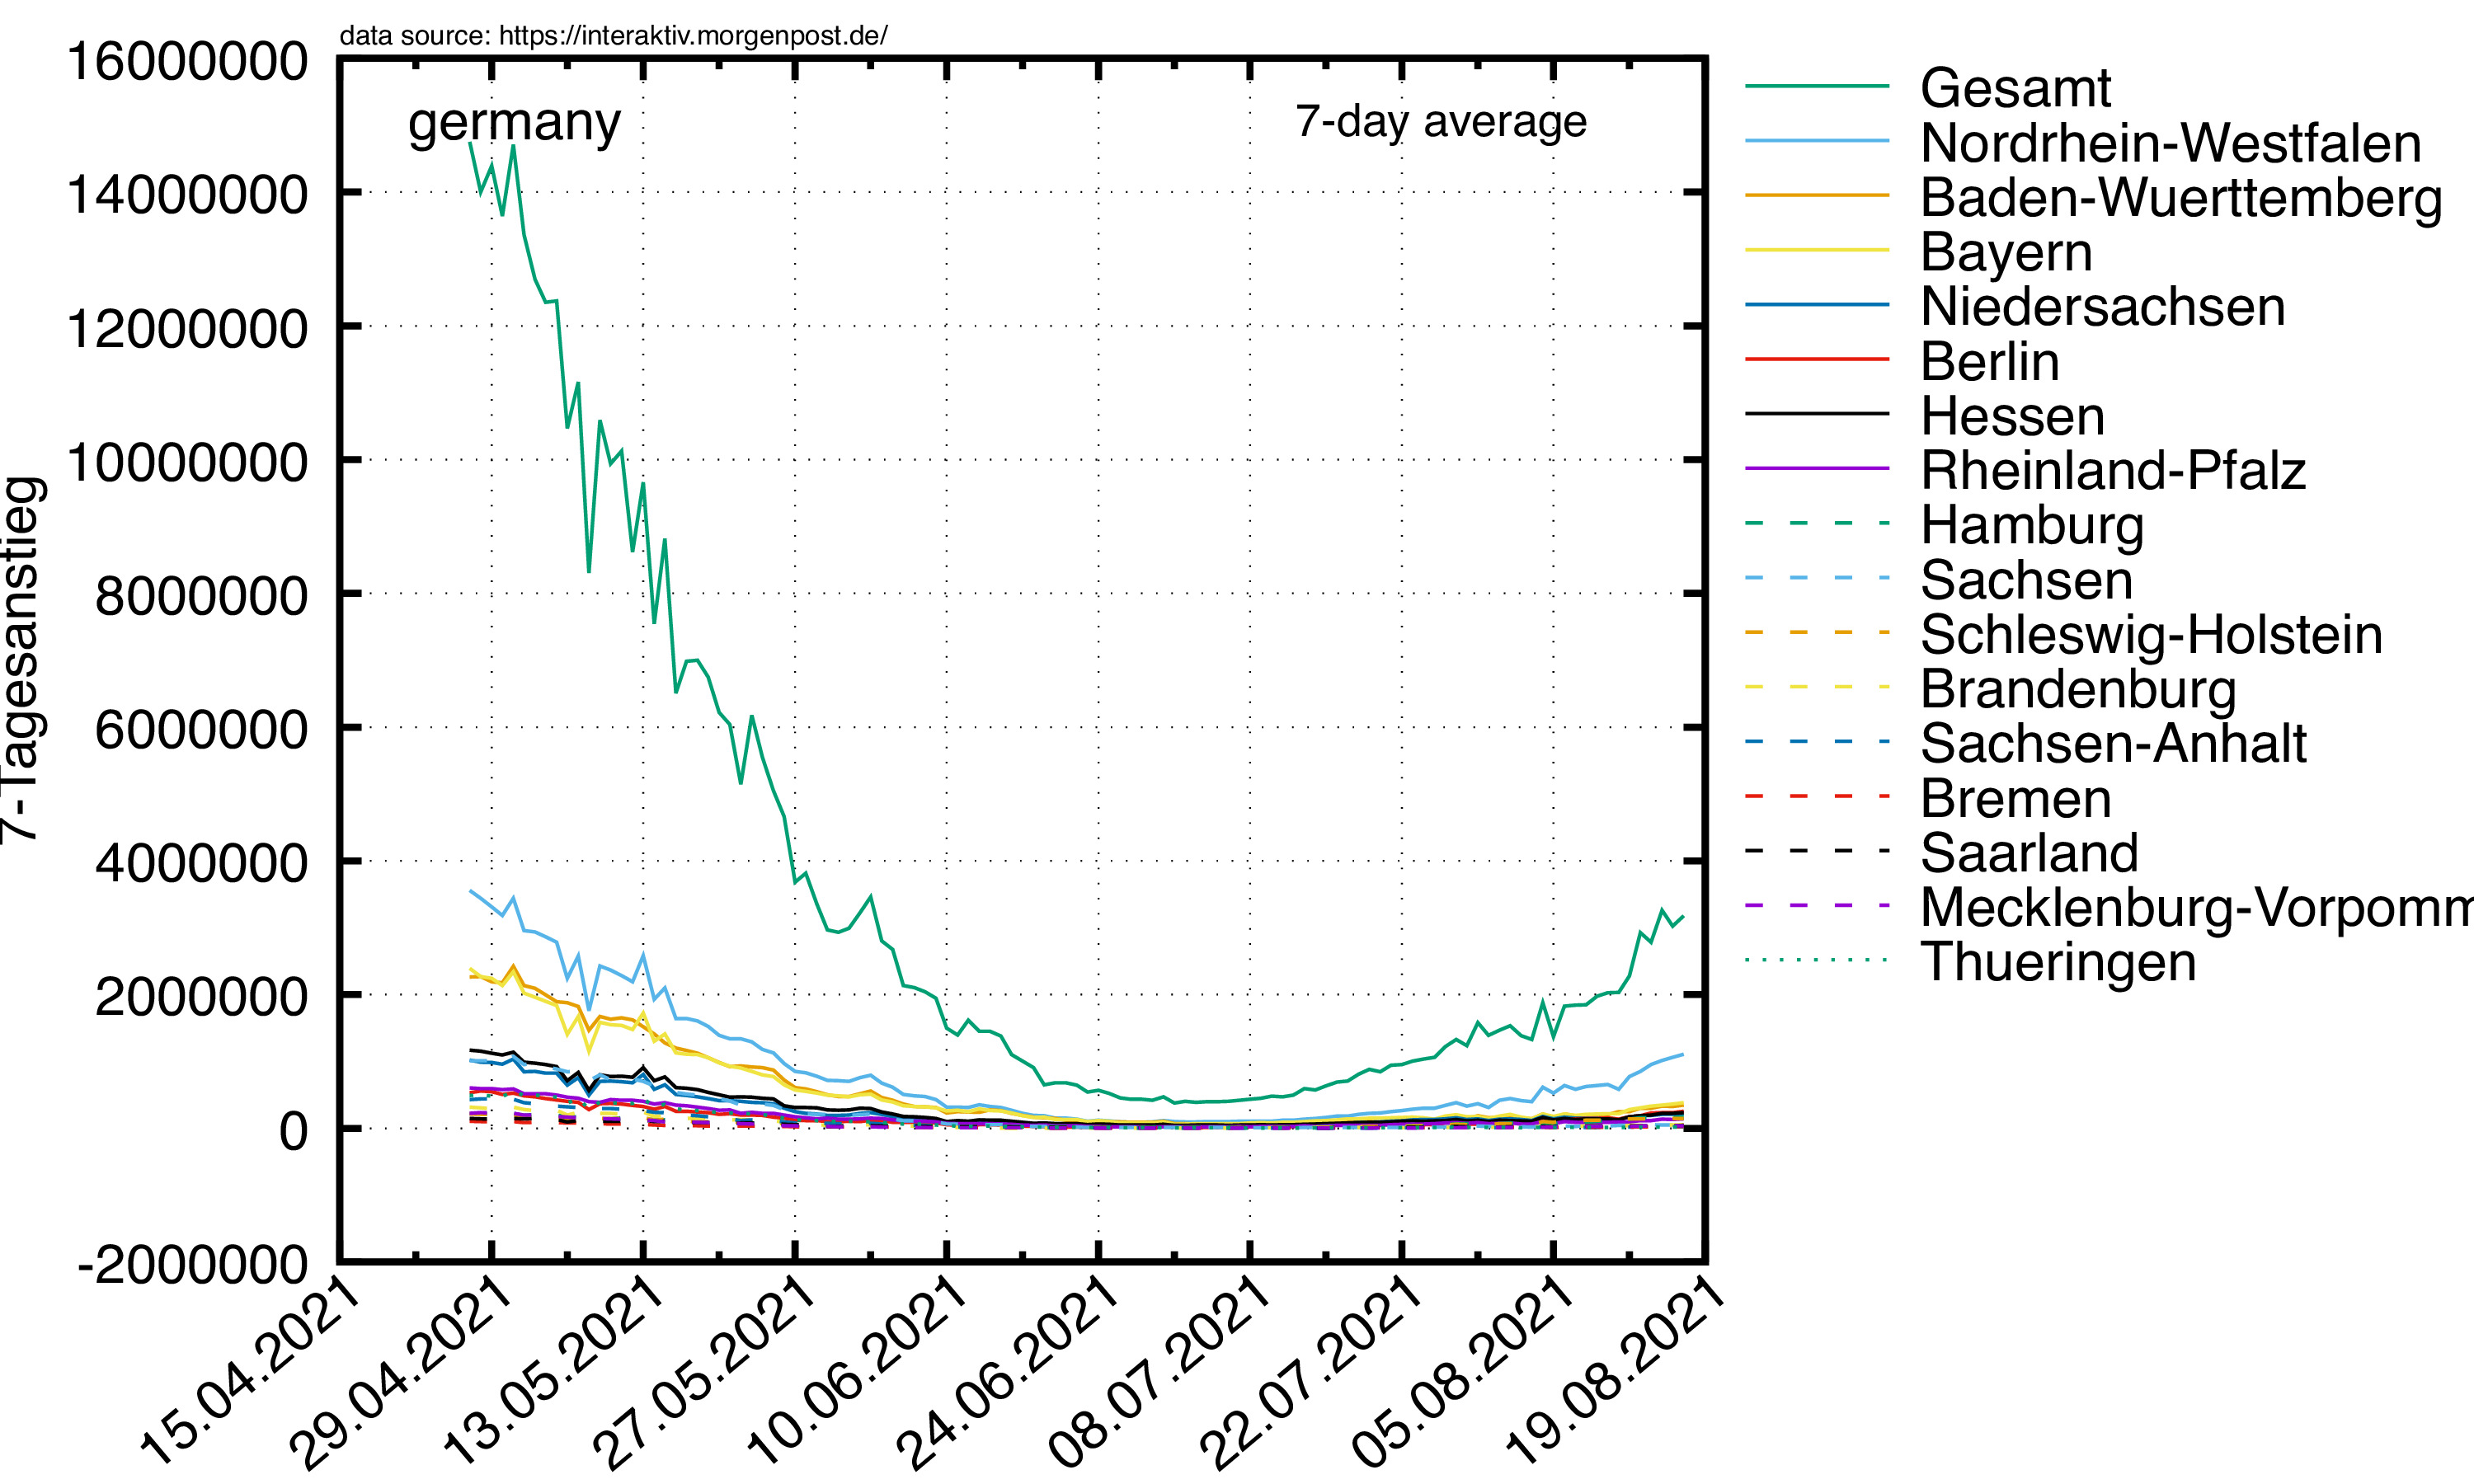 data source: https://interaktiv.morgenpost.de/
germany
7-day average
7-Tagesanstieg
16000000
14000000
12000000
10000000
8000000
6000000
4000000
2000000
0
-2000000
15.04.2021
29.04.2021
13.05.2021
27.05.2021
10.06.2021
24.06.2021
08.07.2021
22.07.2021
05.08.2021
19.08.2021
Gesamt
Nordrhein-Westfalen
Baden-Wuerttemberg
Bayern
Niedersachsen
Berlin
Hessen
Rheinland-Pfalz
Hamburg
Sachsen
Schleswig-Holstein
Brandenburg
Sachsen-Anhalt
Bremen
Saarland
Mecklenburg-Vorpomm
Thueringen